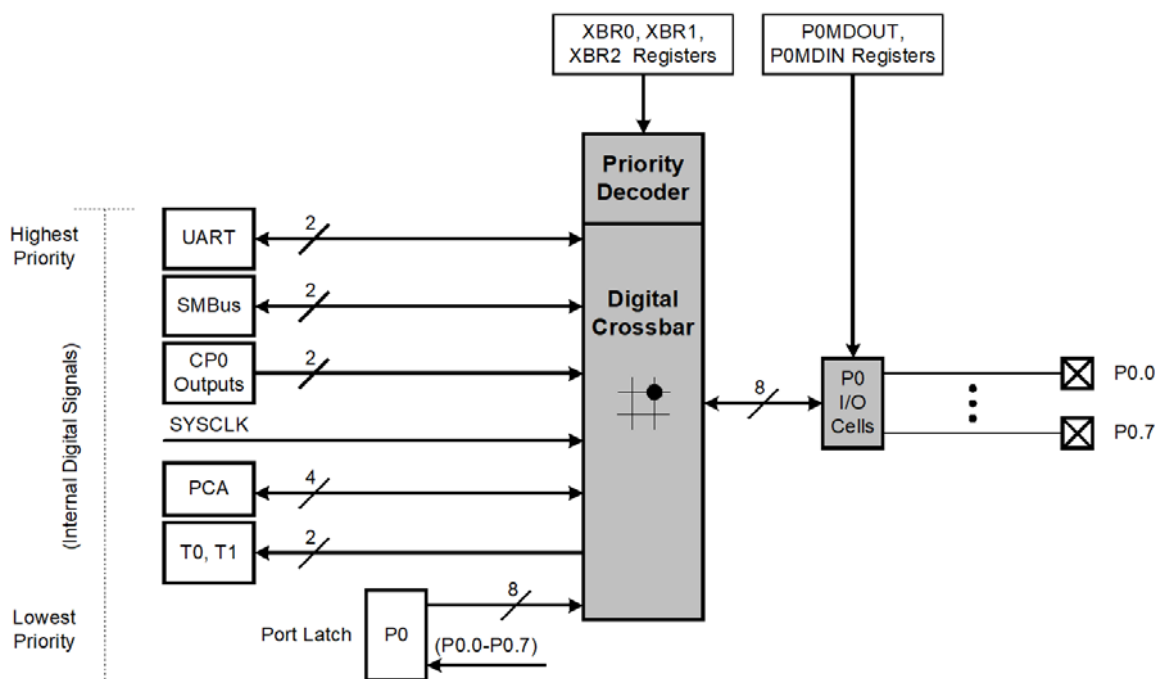 XBR0, XBR1,
XBR2 Registers
P0MDOUT,
P0MDIN Registers
Priority
Decoder
Highest
Priority
UART
2
SMBus
2
Digital
Crossbar
CP0
Outputs
2
SYSCLK
PCA
4
T0, T1
2
(Internal Digital Signals)
8
P0
I/O
Cells
P0.0
P0.7
Lowest
Priority
Port Latch
P0
8
(P0.0-P0.7)